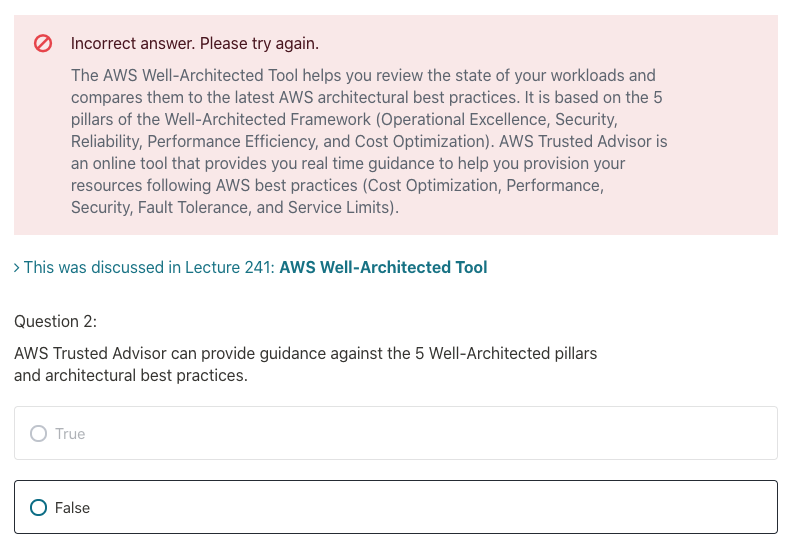 Incorrect answer. Please try again.
The AWS Well-Architected Tool helps you review the state of your workloads and
compares them to the latest AWS architectural best practices. It is based on the 5
pillars of the Well-Architected Framework (Operational Excellence, Security,
Reliability, Performance Efficiency, and Cost Optimization). AWS Trusted Advisor is
an online tool that provides you real time guidance to help you provision your
resources following AWS best practices (Cost Optimization, Performance,
Security, Fault Tolerance, and Service Limits).
This was discussed in Lecture 241: AWS Well-Architected Tool
Question 2:
AWS Trusted Advisor can provide guidance against the 5 Well-Architected pillars
and architectural best practices.
True
False